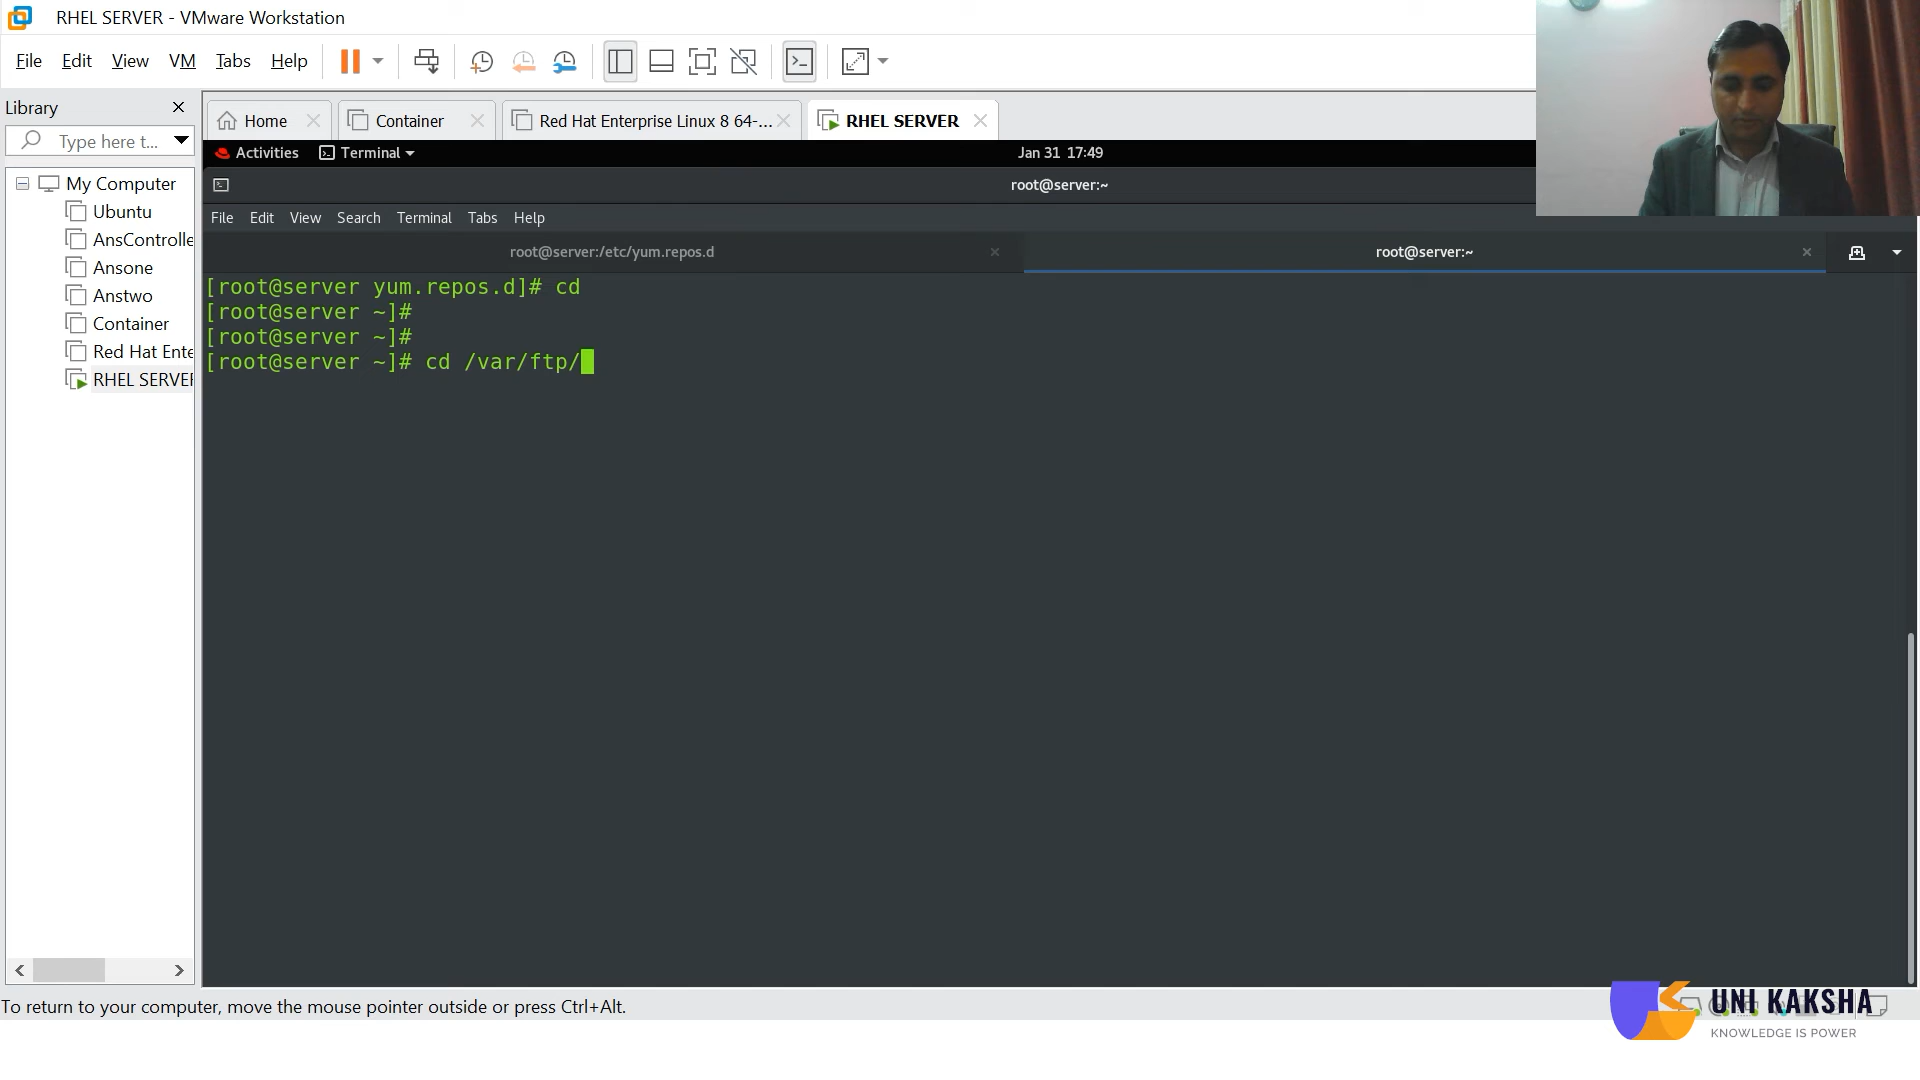 RHEL SERVER - VMware Workstation
File Edit View VM Tabs Help
Library
Type here t...
My Computer
Ubuntu
AnsControlle
Ansone
Anstwo
Container
Red Hat Ente
RHEL SERVER
Home Container Red Hat Enterprise Linux 8 64-... RHEL SERVER
Activities Terminal Jan 31 17:49
root@server:~
File Edit View Search Terminal Tabs Help
root@server:/etc/yum.repos.d root@server:~
[root@server yum.repos.d]# cd
[root@server ~]#
[root@server ~]#
[root@server ~]# cd /var/ftp/
To return to your computer, move the mouse pointer outside or press Ctrl+Alt.
UNI KAKSHA
KNOWLEDGE IS POWER